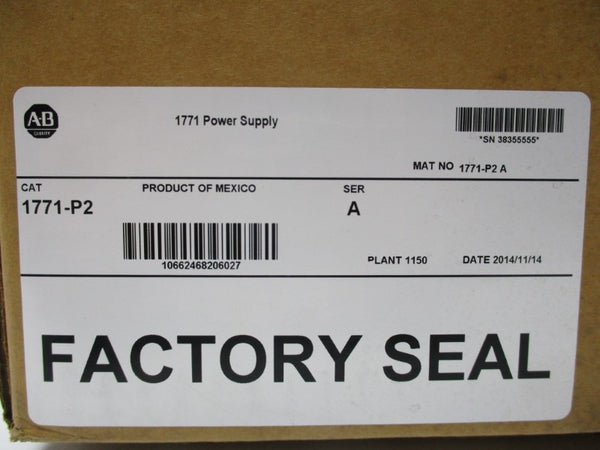 A-B
QUALITY
1771 Power Supply
*SN 38355555*
MAT NO 1771-P2 A
CAT PRODUCT OF MEXICO SER
1771-P2 A
10662468206027 PLANT 1150 DATE 2014/11/14
FACTORY SEAL